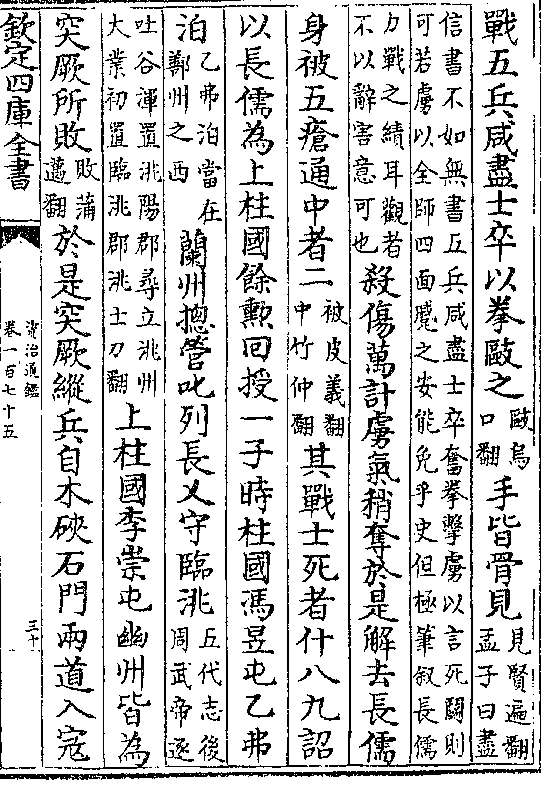 戰五兵咸盡士卒以拳毆之毆烏口翻手皆骨見見賢遍翻孟子曰盡
信書不如無書五兵咸盡士卒奮拳擊虜以言死鬬則
可若虜以全師四面蹙之安能免乎史但極筆叙長儒
力戰之績耳觀者不以辭害意可也殺傷萬計虜氣稍奪於是解去長儒
身被五瘡通中者二被皮義翻中竹仲翻其戰士死者什八九詔
以長儒為上柱國餘勲回授一子時柱國馮昱屯乙弗
泊乙弗泊當在鄯州之西蘭州摠管叱列長乂守臨洮五代志後周武帝逐
吐谷渾置洮陽郡尋立洮州大業初置臨洮郡洮士刀翻上柱國李崇屯幽州皆為
突厥所敗敗蒲邁翻於是突厥縱兵自木硤石門兩道入寇
欽定四庫全書
資治通鑑
卷一百七十五
三十